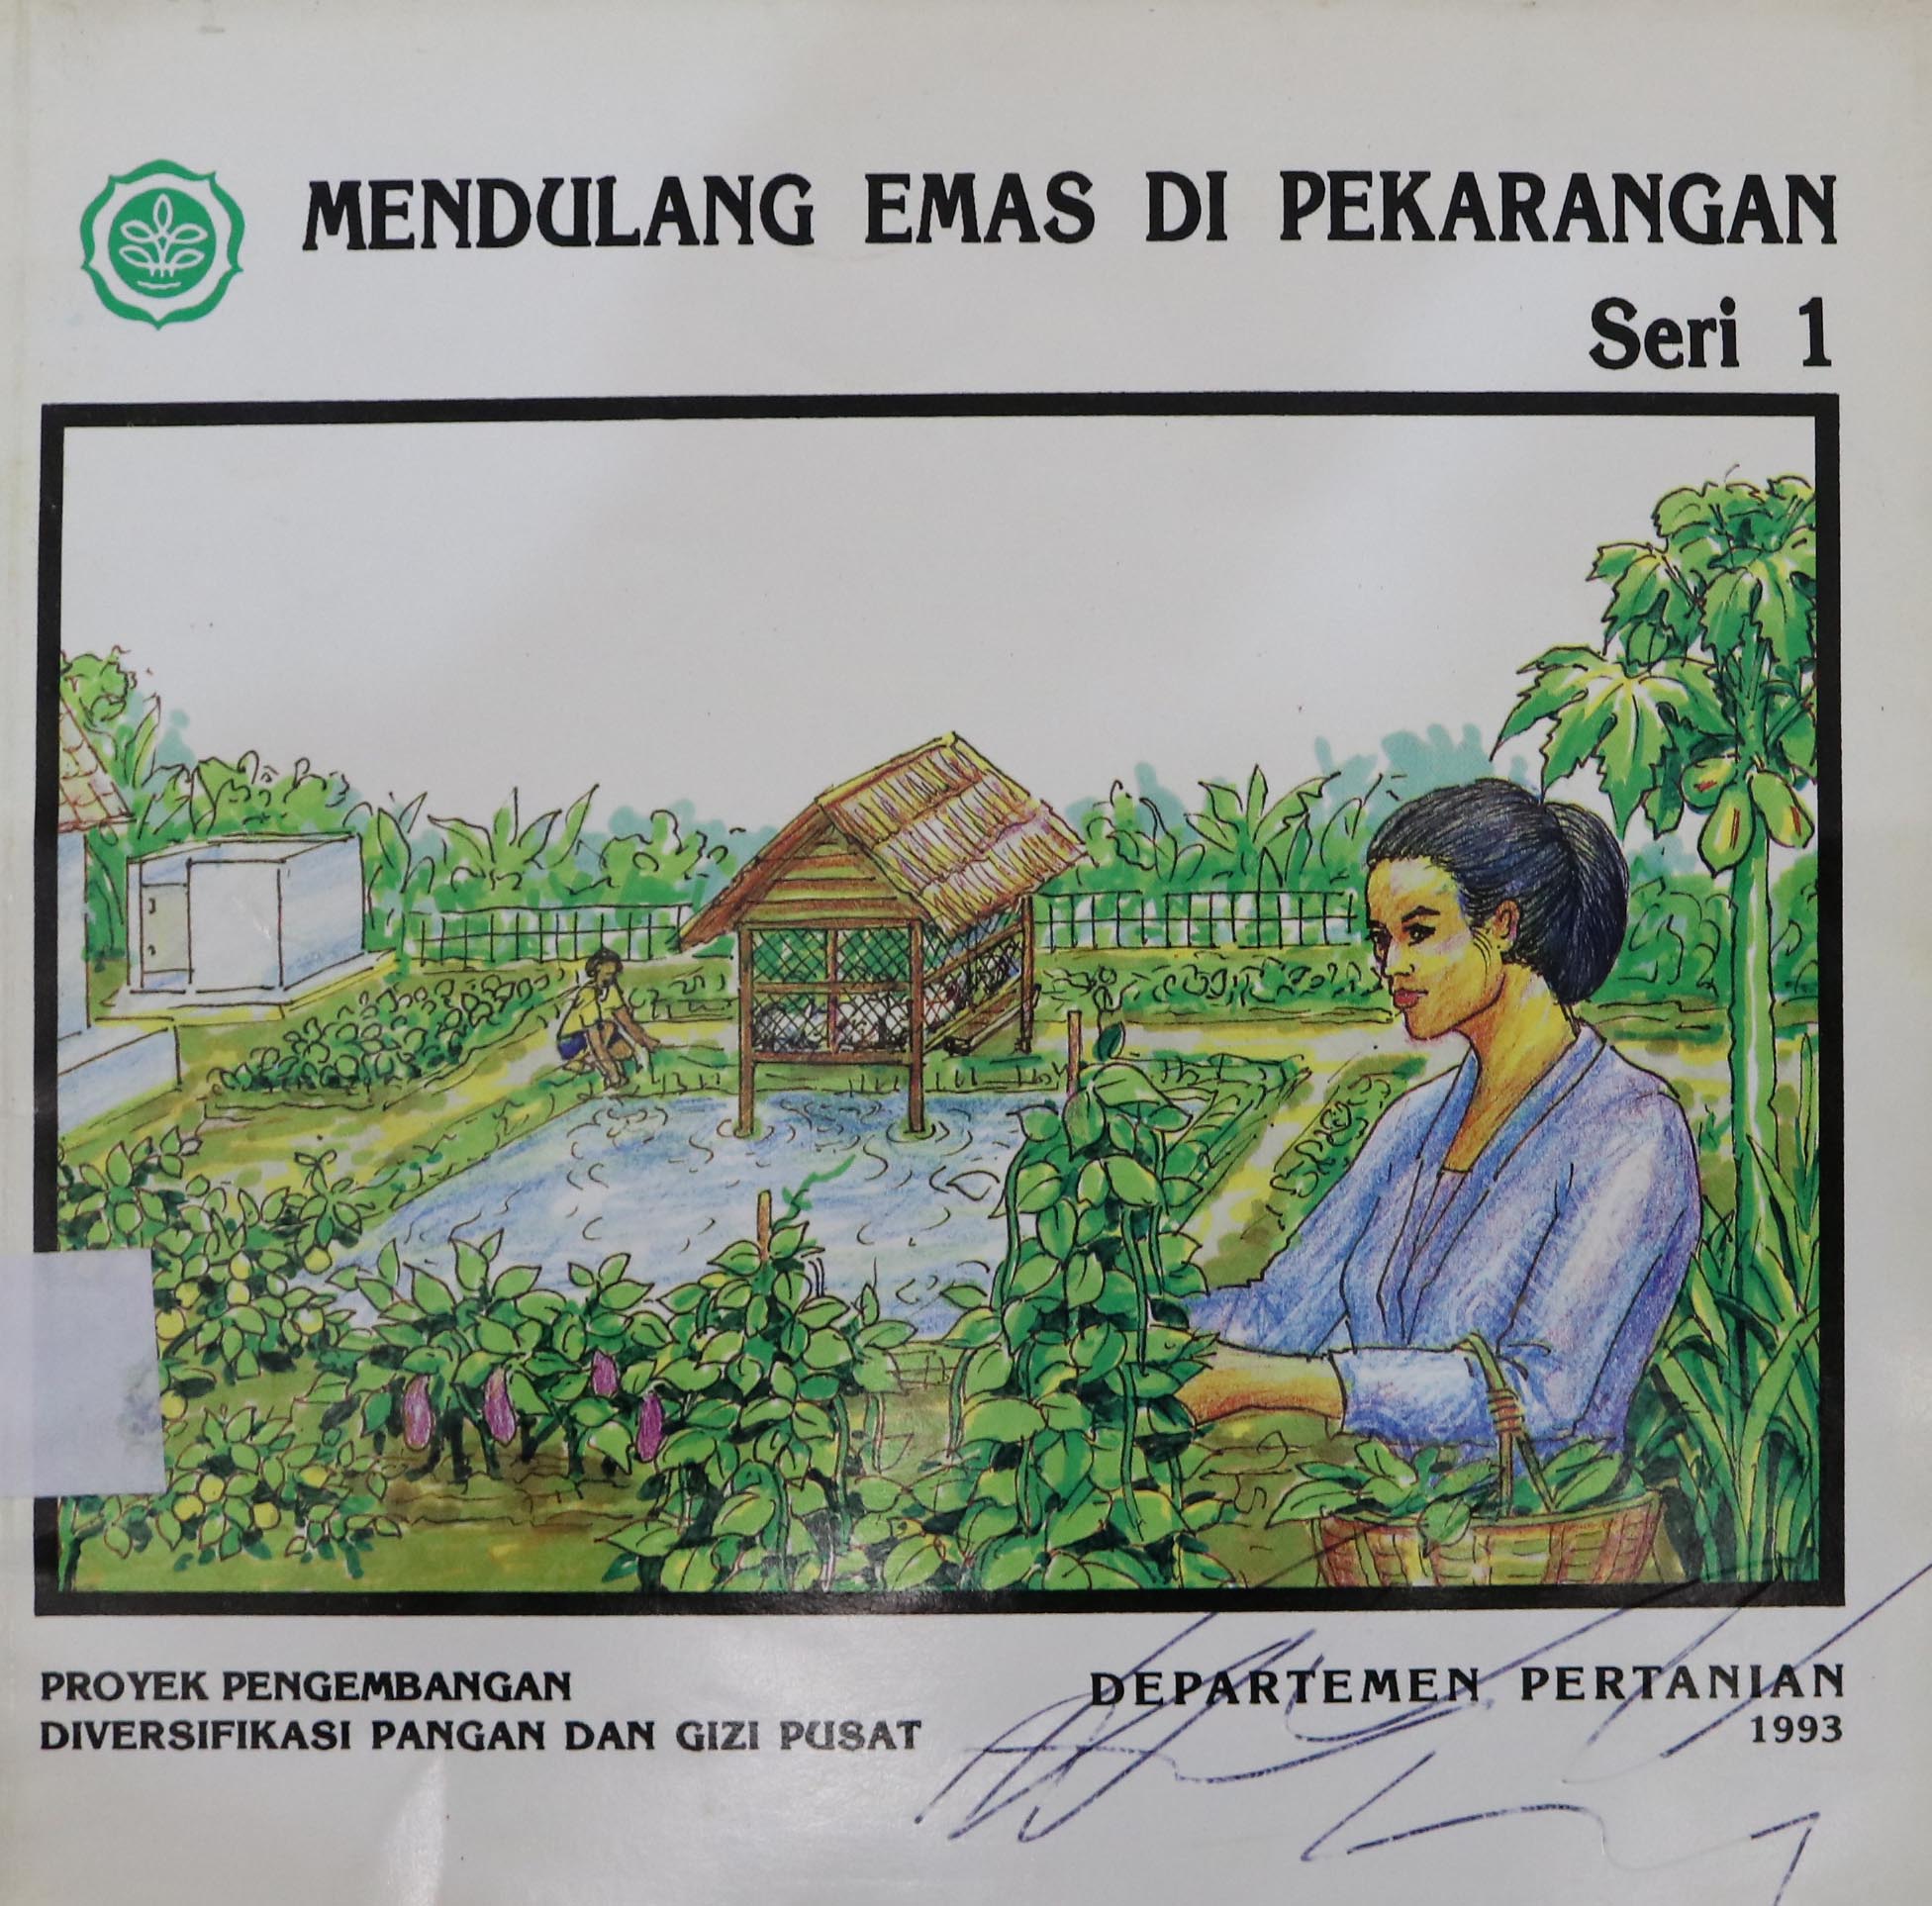 MENDULANG EMAS DI PEKARANGAN
Seri 1
PROYEK PENGEMBANGAN
DIVERSIFIKASI PANGAN DAN GIZI PUSAT
DEPARTEMEN PERTANIAN
1993